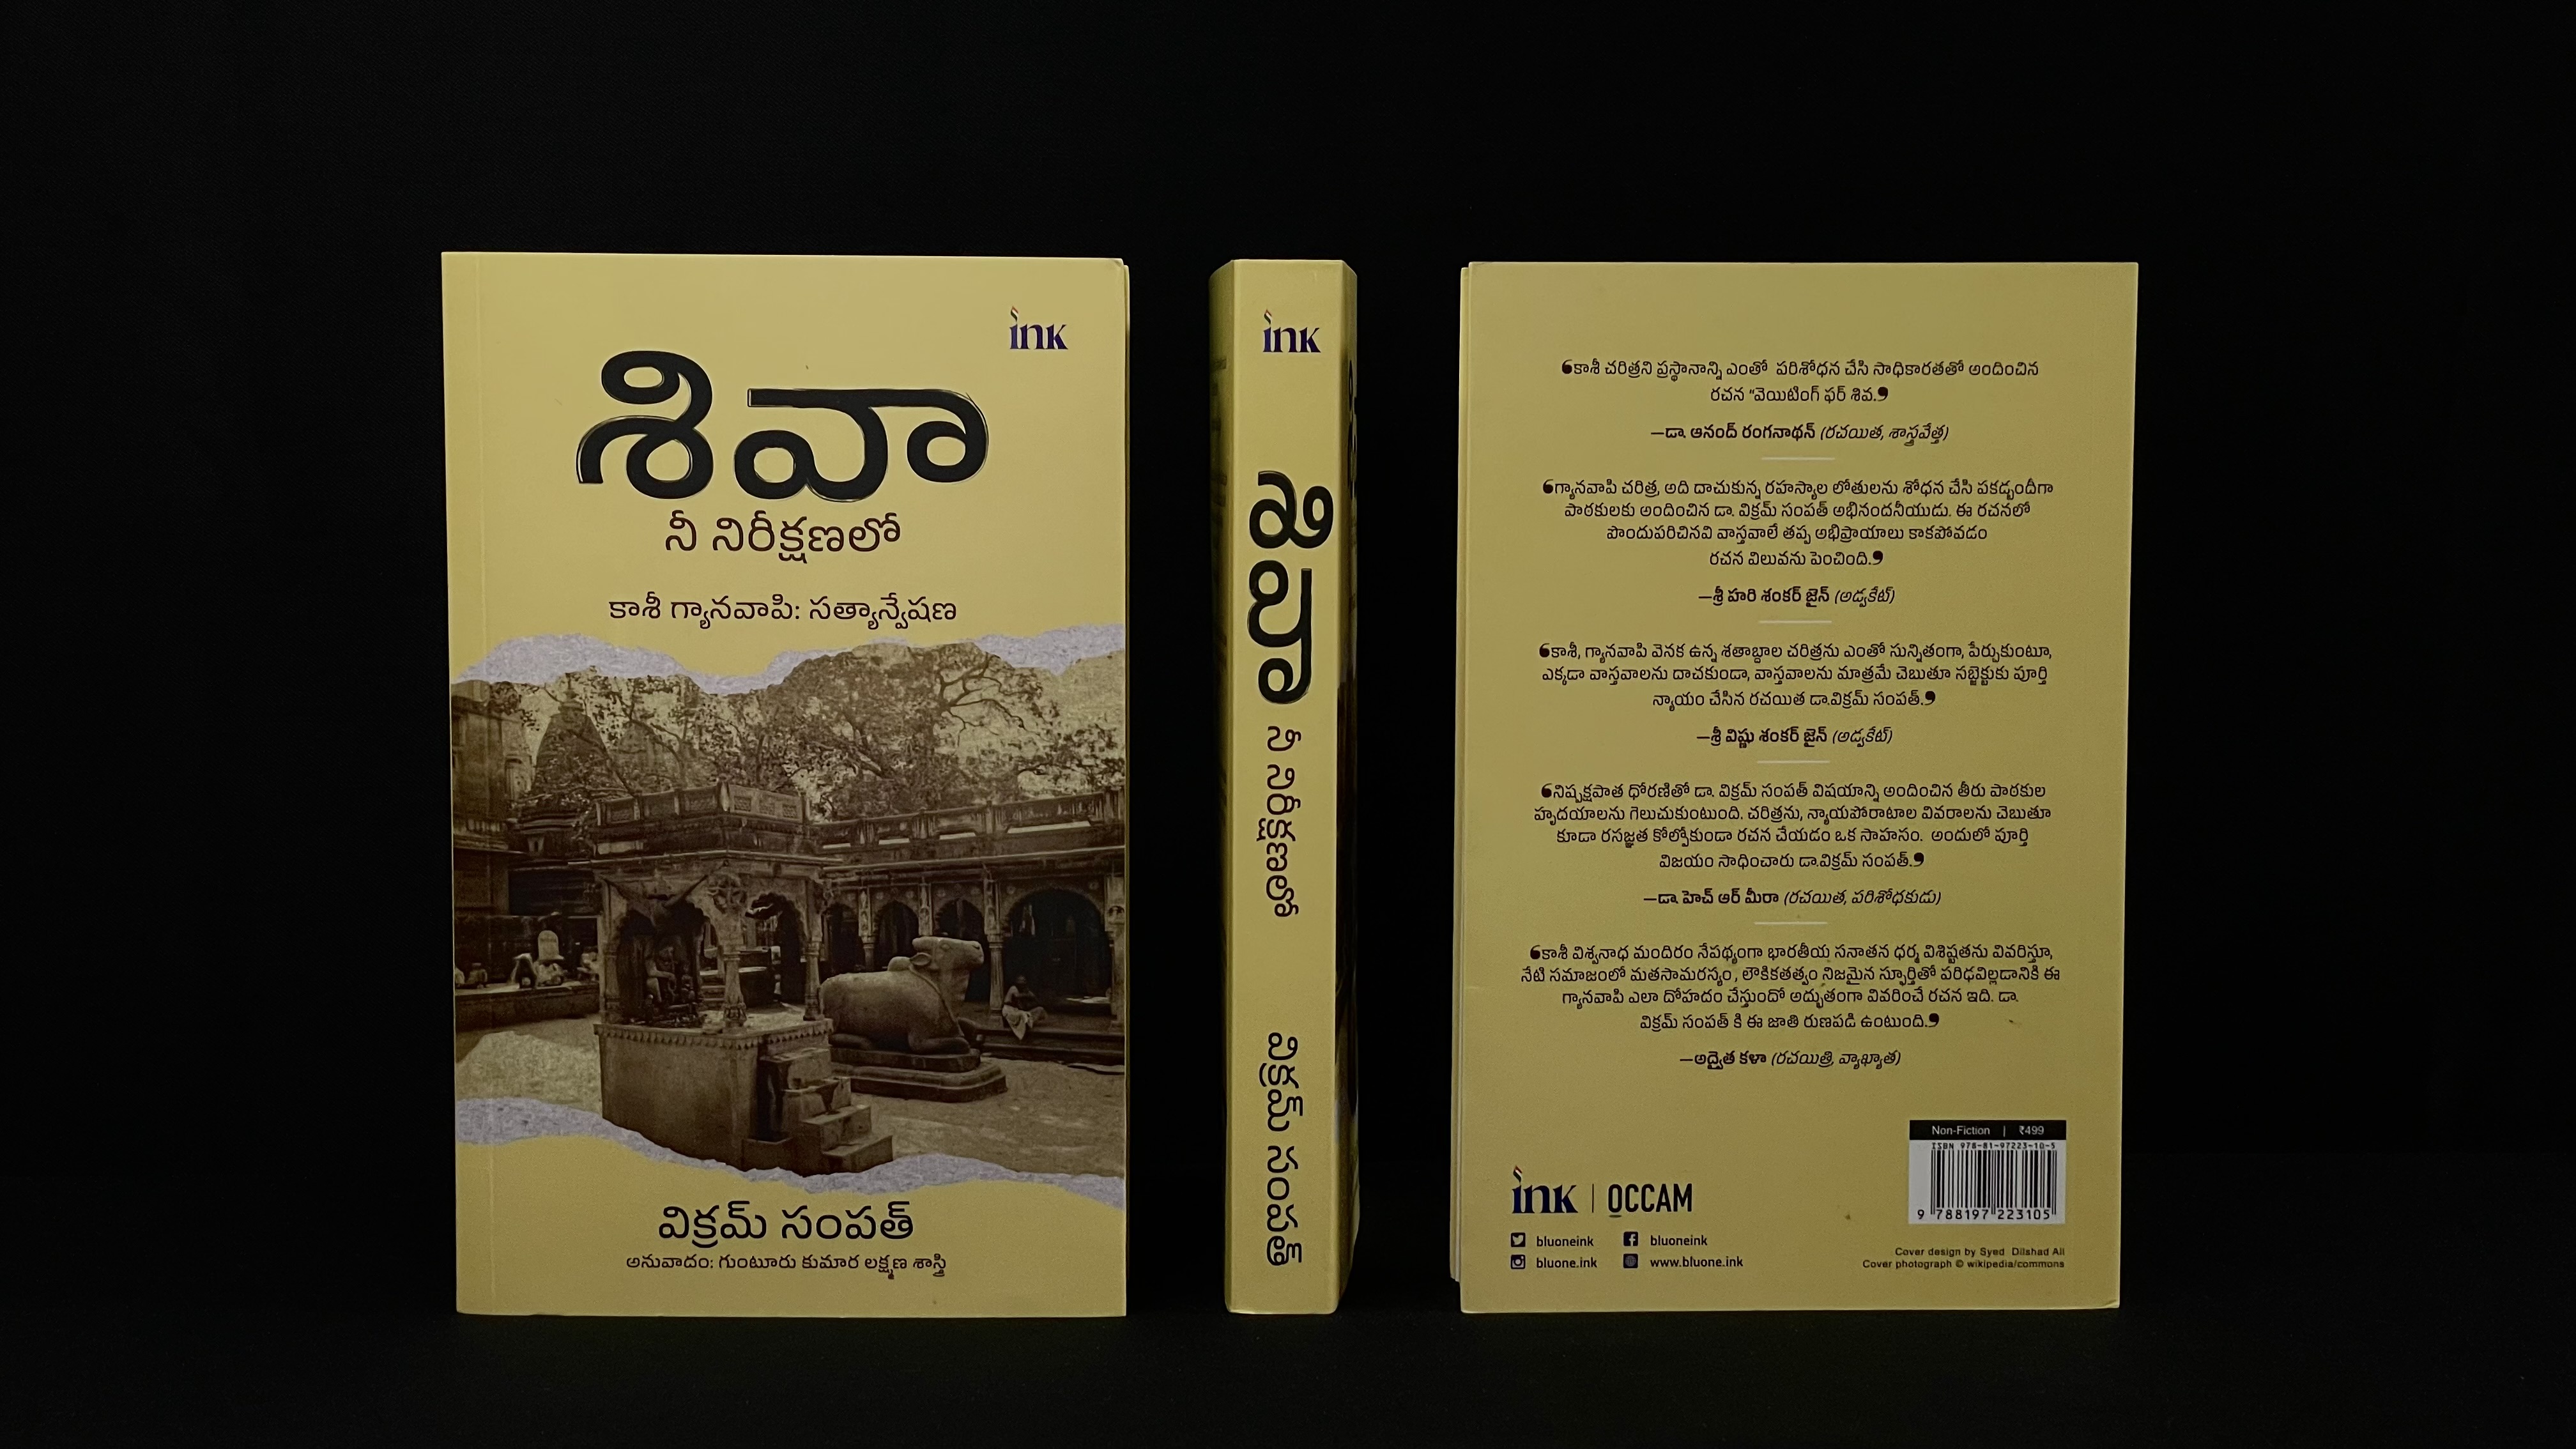 ink
శివా
నీ నిరీక్షణలో
కాశీ గ్యానవాపి: సత్యాన్వేషణ
విక్రమ్ సంపత్
అనువాదం: గుంటూరు కుమార లక్ష్మణ శాస్త్రి
ink
శివా నీ నిరీక్షణలో విక్రమ్ సంపత్
❛కాశీ చరిత్రని ప్రస్థానాన్ని ఎంతో పరిశోధన చేసి సాధికారతతో అందించిన
రచన “వెయిటింగ్ ఫర్ శివ.❜
—డా. ఆనంద్ రంగనాథన్ (రచయిత, శాస్త్రవేత్త)
❛గ్యానవాపి చరిత్ర, అది దాచుకున్న రహస్యాల లోతులను శోధన చేసి పకడ్బందీగా
పాఠకులకు అందించిన డా. విక్రమ్ సంపత్ అభినందనీయుడు. ఈ రచనలో
పొందుపరిచినవి వాస్తవాలే తప్ప అభిప్రాయాలు కాకపోవడం
రచన విలువను పెంచింది.❜
—శ్రీ హరి శంకర్ జైన్ (అడ్వకేట్)
❛కాశీ, గ్యానవాపి వెనక ఉన్న శతాబ్దాల చరిత్రను ఎంతో సున్నితంగా, పేర్చుకుంటూ,
ఎక్కడా వాస్తవాలను దాచకుండా, వాస్తవాలను మాత్రమే చెబుతూ సబ్జెక్టుకు పూర్తి
న్యాయం చేసిన రచయిత డా.విక్రమ్ సంపత్.❜
—శ్రీ విష్ణు శంకర్ జైన్ (అడ్వకేట్)
❛నిష్పక్షపాత ధోరణితో డా. విక్రమ్ సంపత్ విషయాన్ని అందించిన తీరు పాఠకుల
హృదయాలను గెలుచుకుంటుంది. చరిత్రను, న్యాయపోరాటాల వివరాలను చెబుతూ
కూడా రసజ్ఞత కోల్పోకుండా రచన చేయడం ఒక సాహసం. అందులో పూర్తి
విజయం సాధించారు డా.విక్రమ్ సంపత్.❜
—డా. హెచ్ ఆర్ మీరా (రచయిత, పరిశోధకుడు)
❛కాశీ విశ్వనాధ మందిరం నేపథ్యంగా భారతీయ సనాతన ధర్మ విశిష్టతను వివరిస్తూ,
నేటి సమాజంలో మతసామరస్యం, లౌకికతత్వం నిజమైన స్ఫూర్తితో పరిఢవిల్లడానికి ఈ
గ్యానవాపి ఎలా దోహదం చేస్తుందో అద్భుతంగా వివరించే రచన ఇది. డా.
విక్రమ్ సంపత్ కి ఈ జాతి రుణపడి ఉంటుంది.❜
—అద్వైత కళా (రచయిత్రి, వ్యాఖ్యాత)
Non-Fiction | ₹499
ISBN 978-81-97223-10-5
9 788197 223105
ink | OCCAM
bluoneink bluoneink
bluone.ink www.bluone.ink
Cover design by Syed Dilshad Ali
Cover photograph © wikipedia/commons